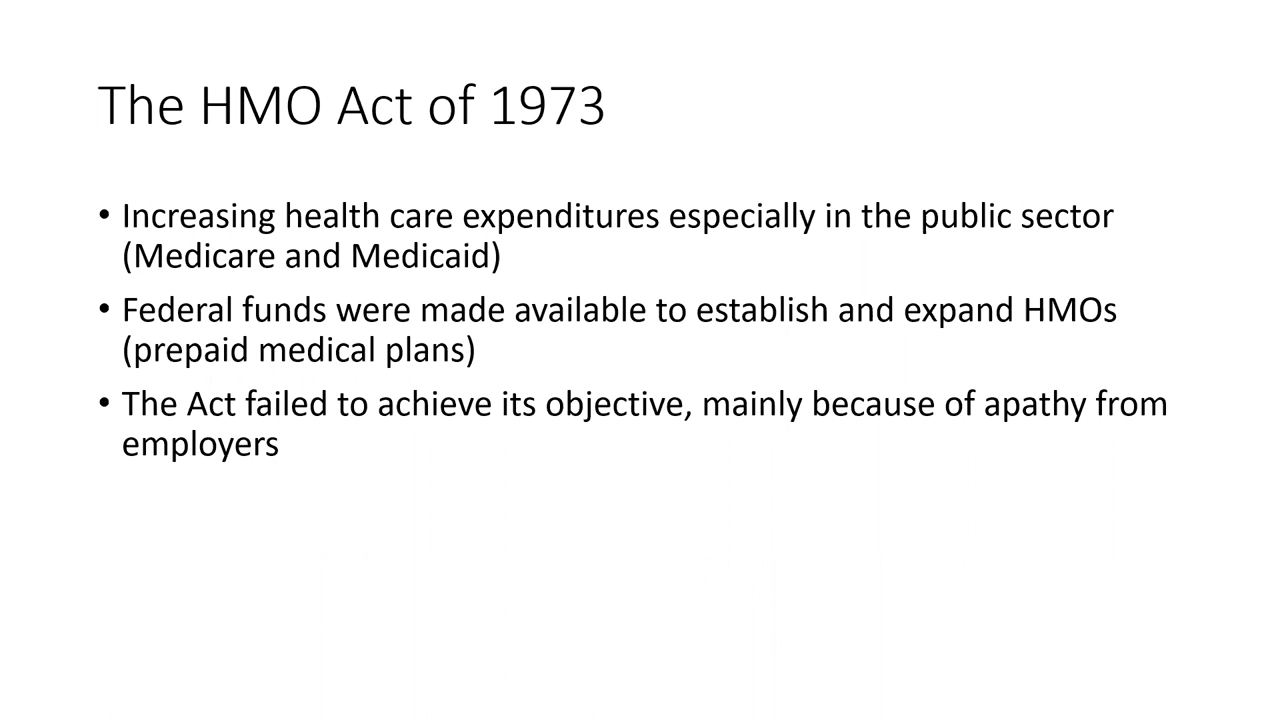 The HMO Act of 1973
• Increasing health care expenditures especially in the public sector
(Medicare and Medicaid)
• Federal funds were made available to establish and expand HMOs
(prepaid medical plans)
• The Act failed to achieve its objective, mainly because of apathy from
employers